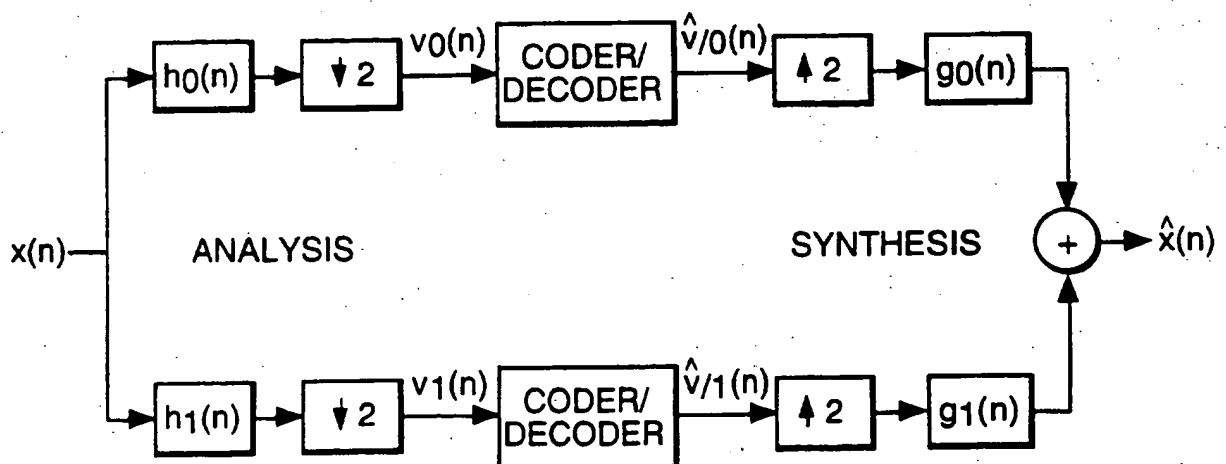 h0(n) ↓ 2 v0(n) CODER/ DECODER v̂/0(n) ↑ 2 g0(n)
x(n) ANALYSIS SYNTHESIS + x̂(n)
h1(n) ↓ 2 v1(n) CODER/ DECODER v̂/1(n) ↑ 2 g1(n)